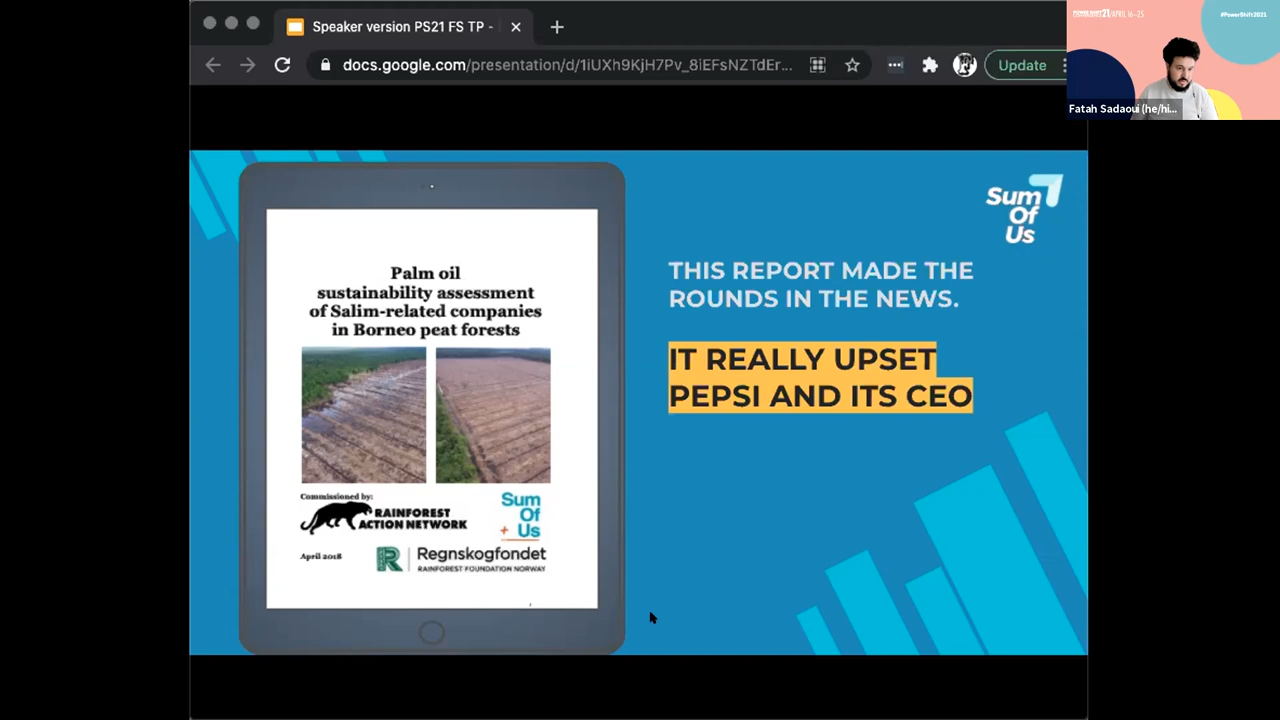 Speaker version PS21 FS TP -
docs.google.com/presentation/d/1iUXh9KjH7Pv_8iEFsNZTdEr...
Update
#PowerShift2021
Fatah Sadaoui (he/hi...
Sum
Of
Us
Palm oil
sustainability assessment
of Salim-related companies
in Borneo peat forests
Commissioned by:
RAINFOREST
ACTION NETWORK
Sum
Of
+ Us
April 2018
Regnskogfondet
RAINFOREST FOUNDATION NORWAY
THIS REPORT MADE THE
ROUNDS IN THE NEWS.
IT REALLY UPSET
PEPSI AND ITS CEO